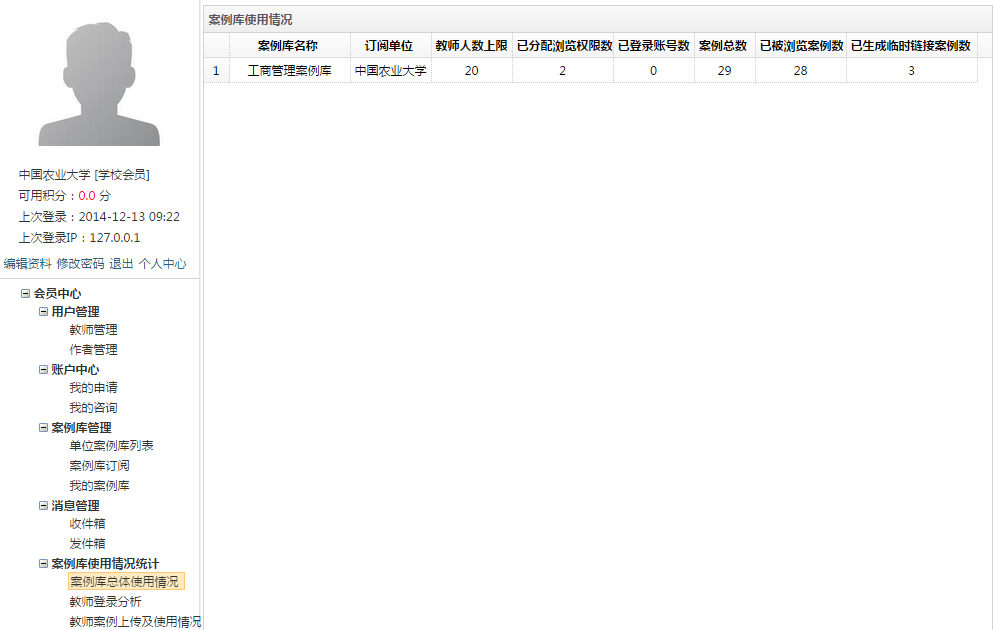 中国农业大学 [学校会员]
可用积分：0.0 分
上次登录：2014-12-13 09:22
上次登录IP：127.0.0.1
编辑资料 修改密码 退出 个人中心
会员中心
用户管理
教师管理
作者管理
账户中心
我的申请
我的咨询
案例库管理
单位案例库列表
案例库订阅
我的案例库
消息管理
收件箱
发件箱
案例库使用情况统计
案例库总体使用情况
教师登录分析
教师案例上传及使用情况
案例库使用情况
案例库名称 订阅单位 教师人数上限 已分配浏览权限数 已登录账号数 案例总数 已被浏览案例数 已生成临时链接案例数
1 工商管理案例库 中国农业大学 20 2 0 29 28 3